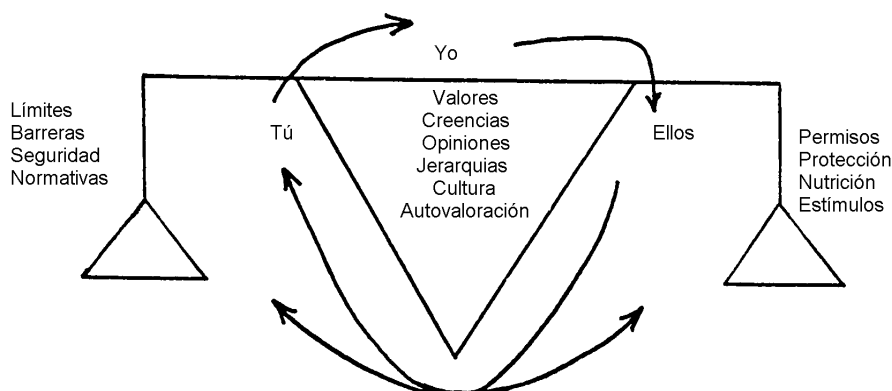 Yo
Límites
Barreras
Seguridad
Normativas
Tú
Valores
Creencias
Opiniones
Jerarquias
Cultura
Autovaloración
Ellos
Permisos
Protección
Nutrición
Estímulos